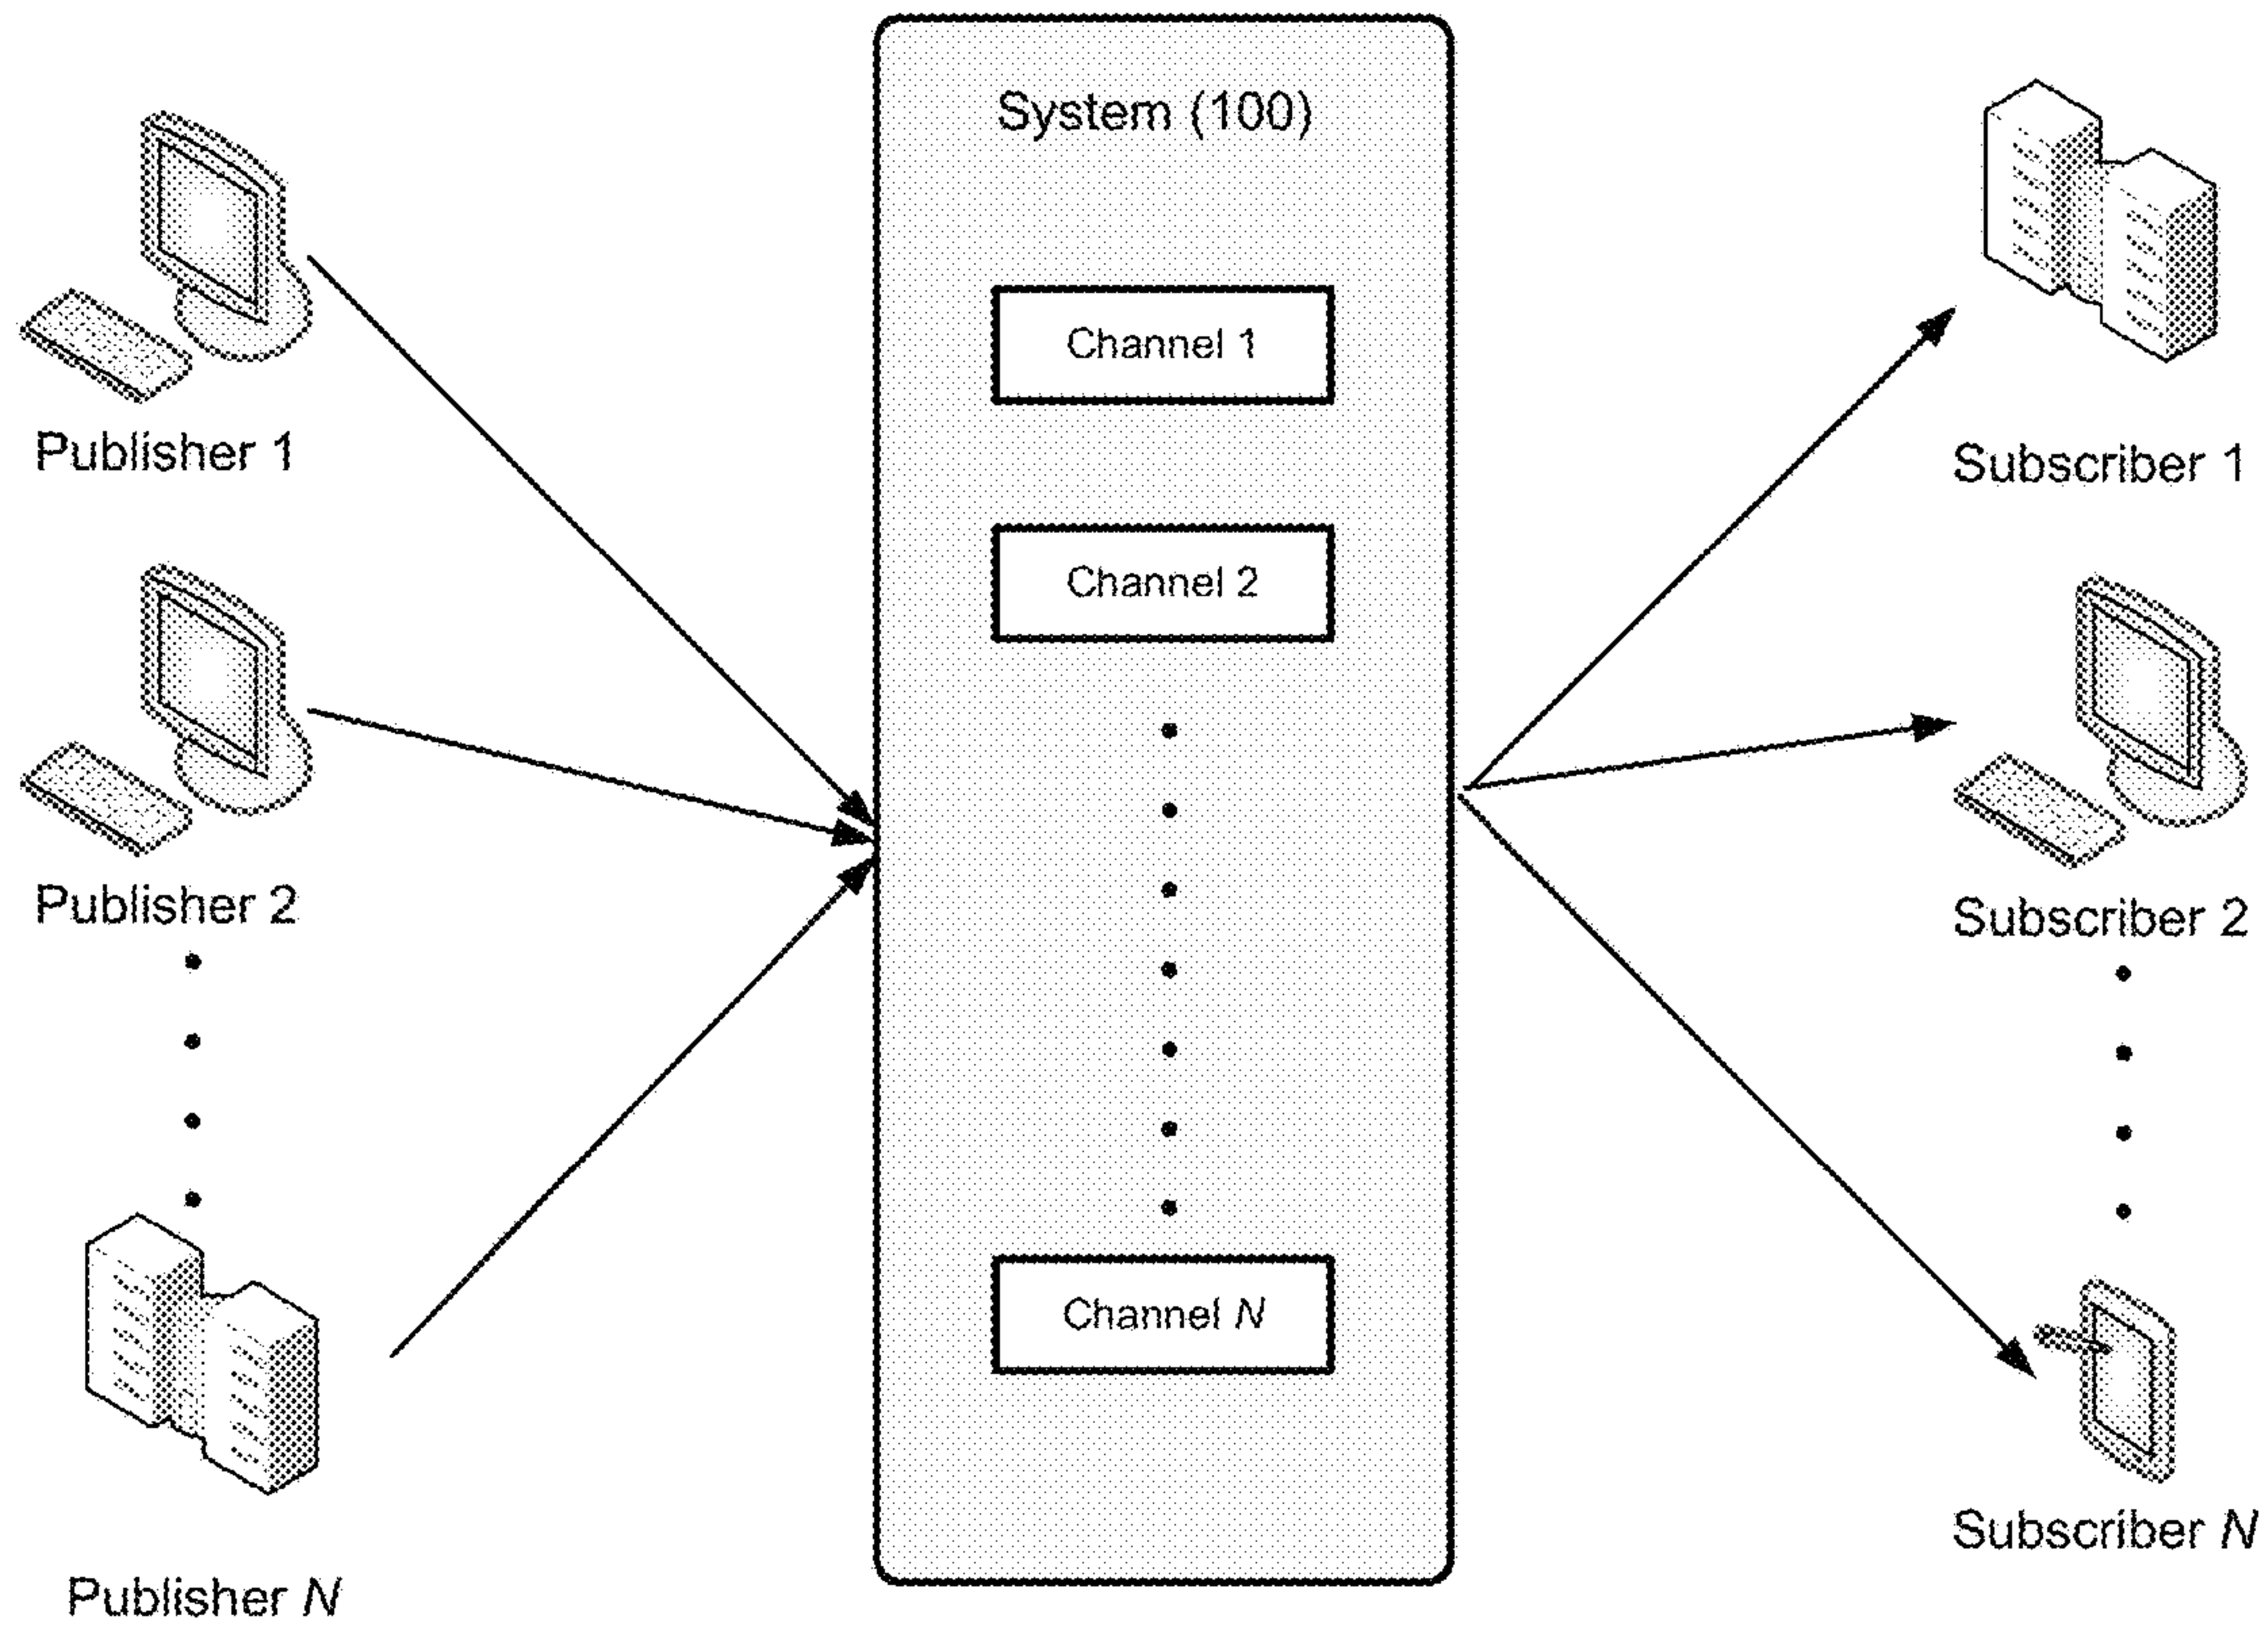 System (100)
Channel 1
Channel 2
Channel N
Publisher 1
Publisher 2
Publisher N
Subscriber 1
Subscriber 2
Subscriber N